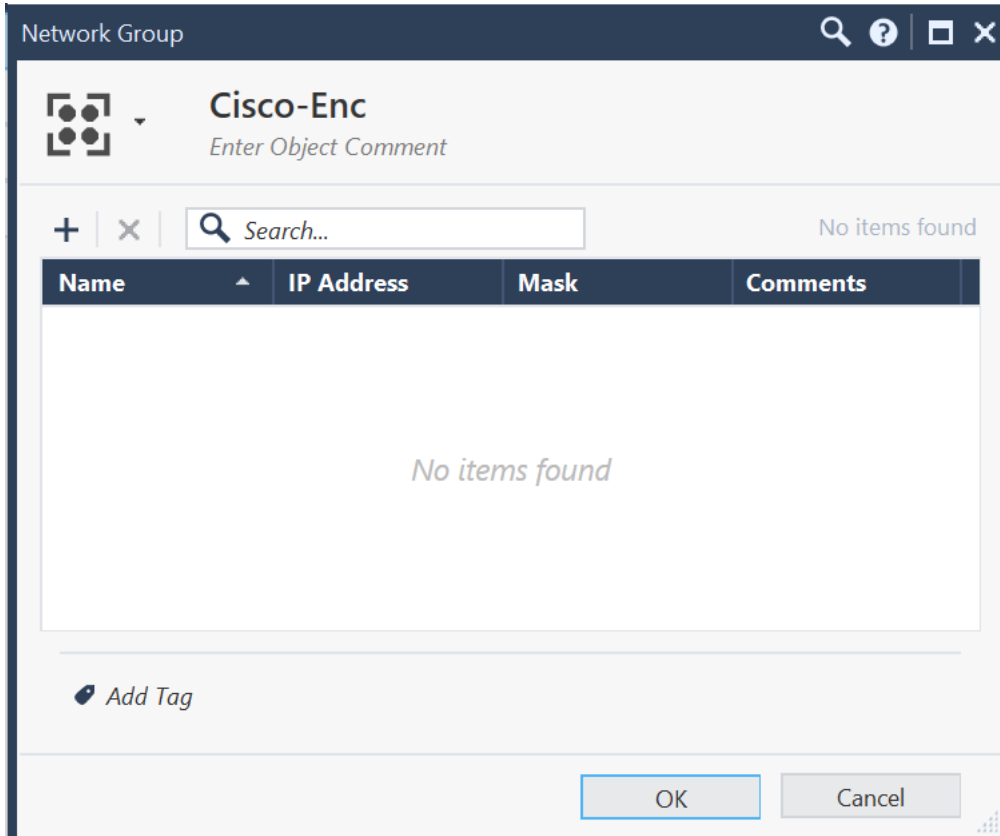 Network Group
Cisco-Enc
Enter Object Comment
Search...
No items found
Name IP Address Mask Comments
No items found
Add Tag
OK Cancel